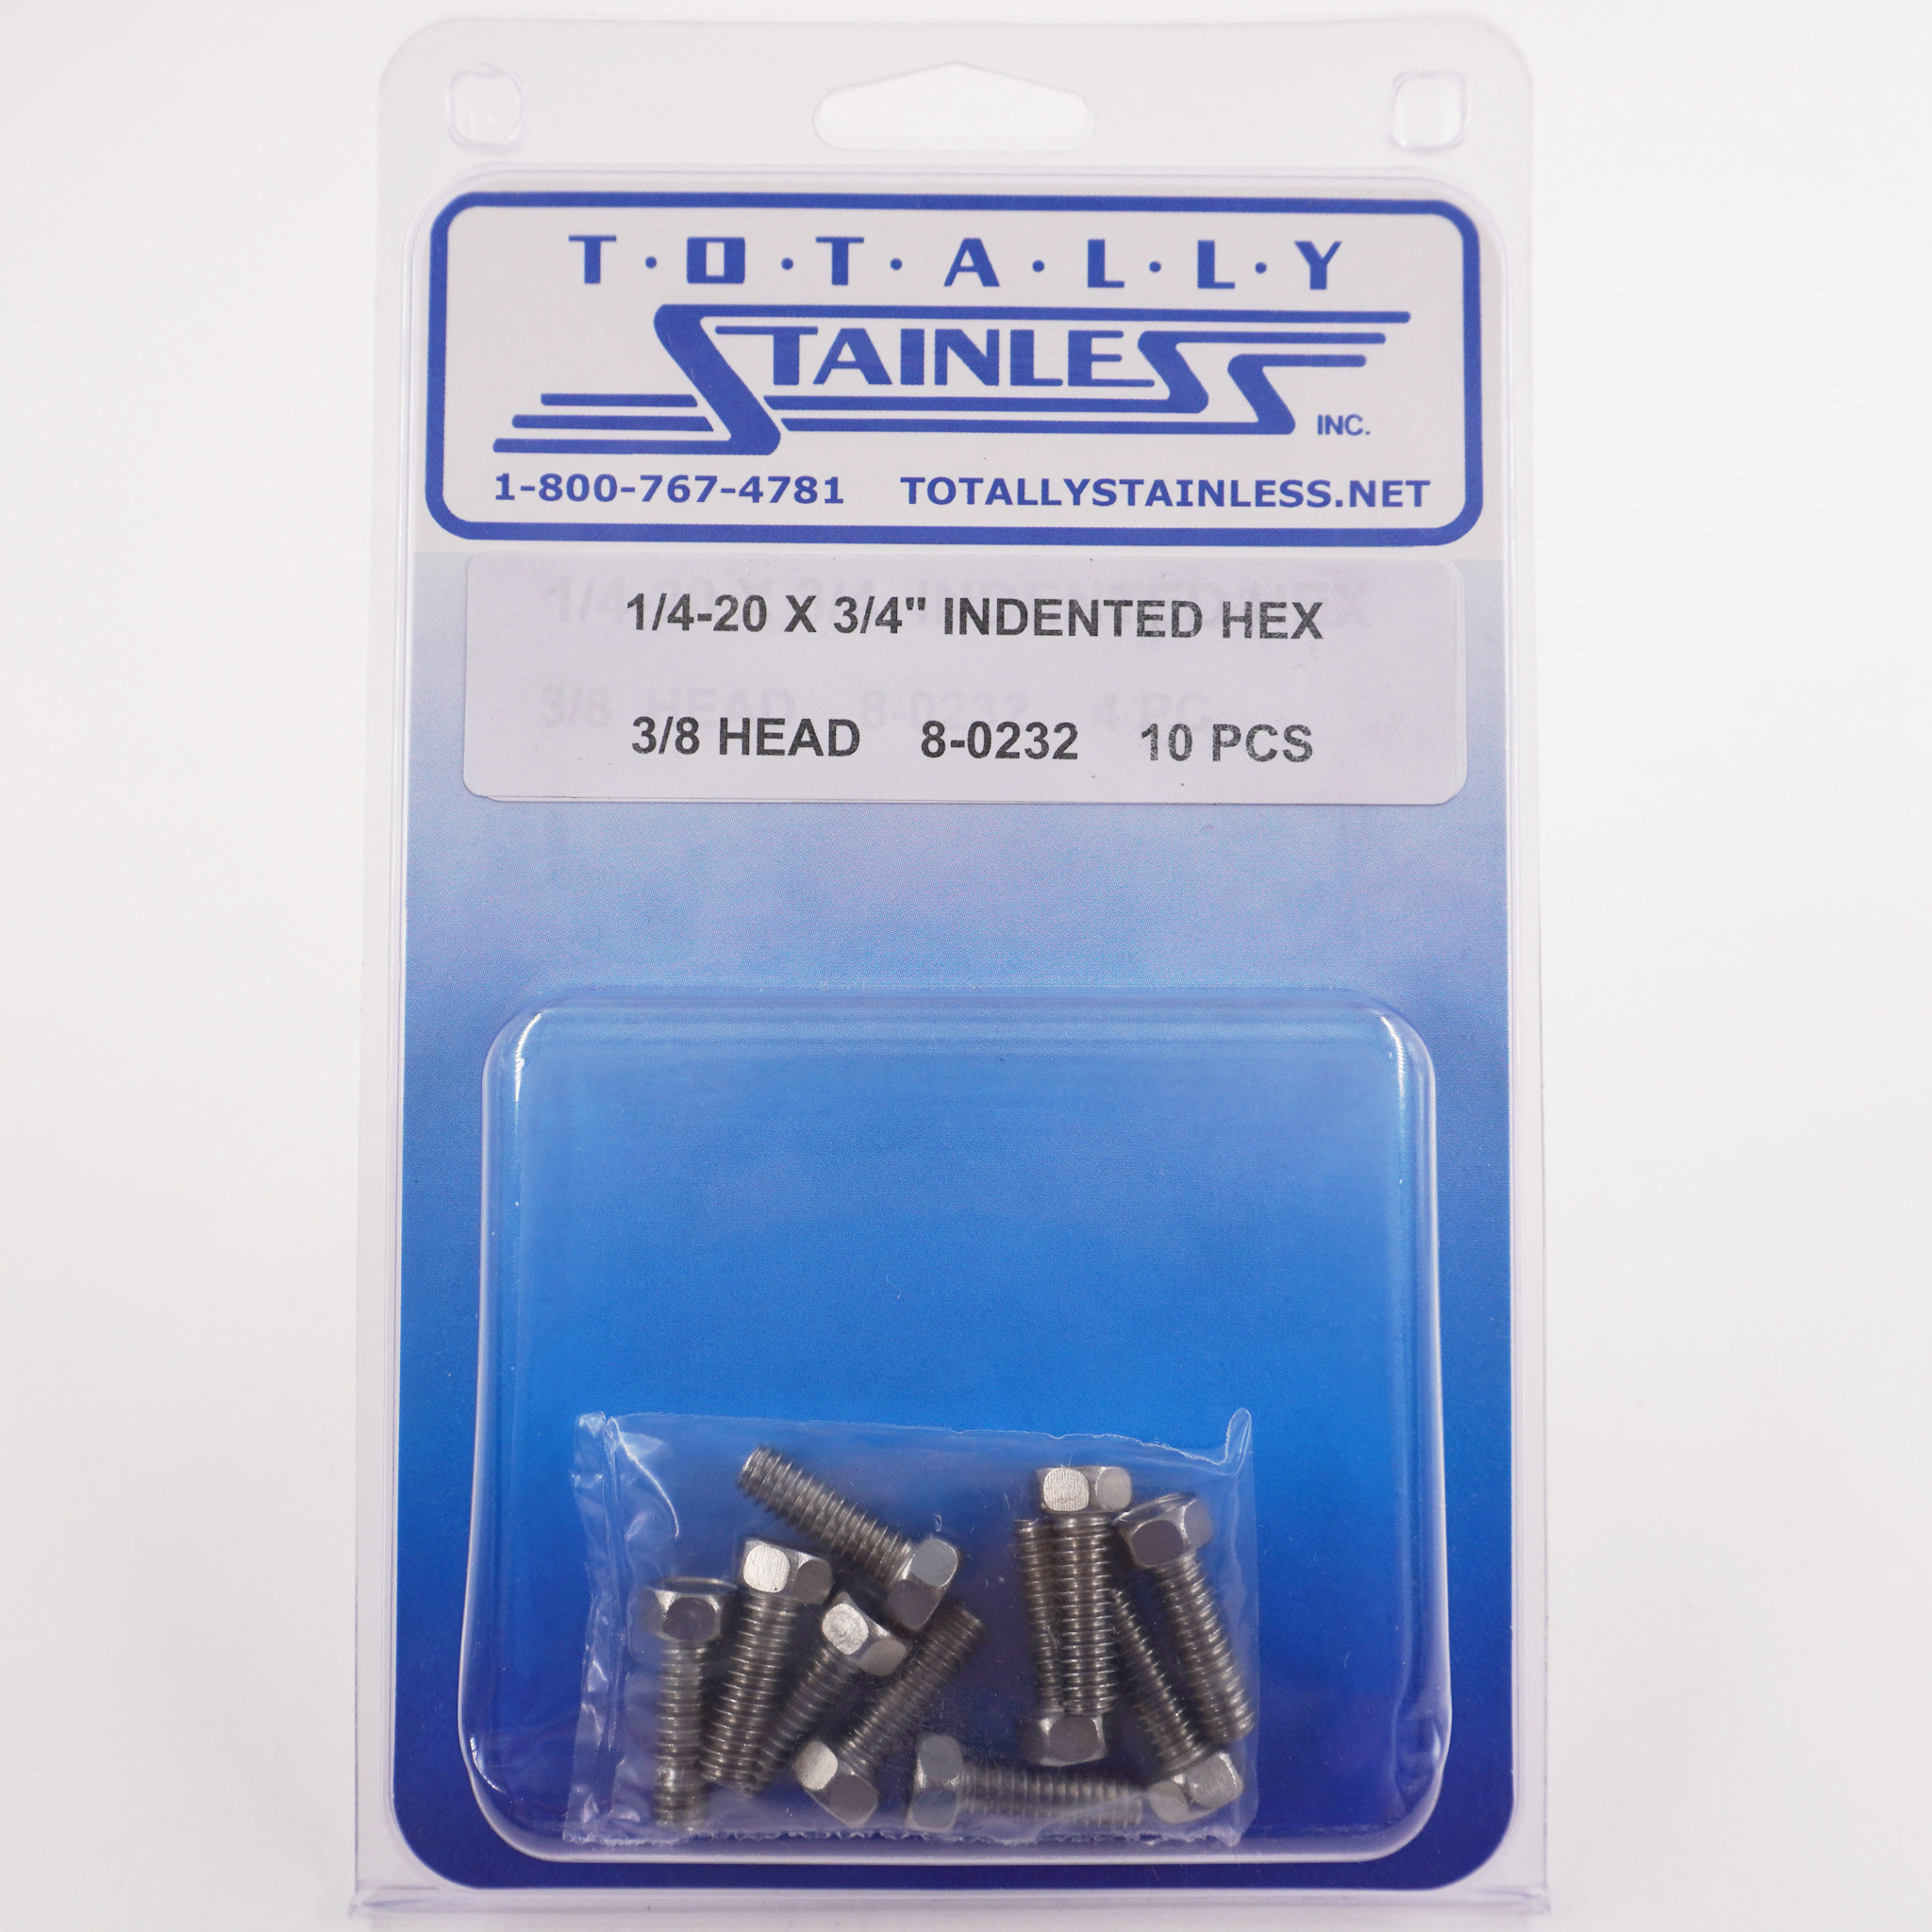 T·O·T·A·L·L·Y
STAINLESS INC.
1-800-767-4781 TOTALLYSTAINLESS.NET
1/4-20 X 3/4" INDENTED HEX
3/8 HEAD 8-0232 10 PCS